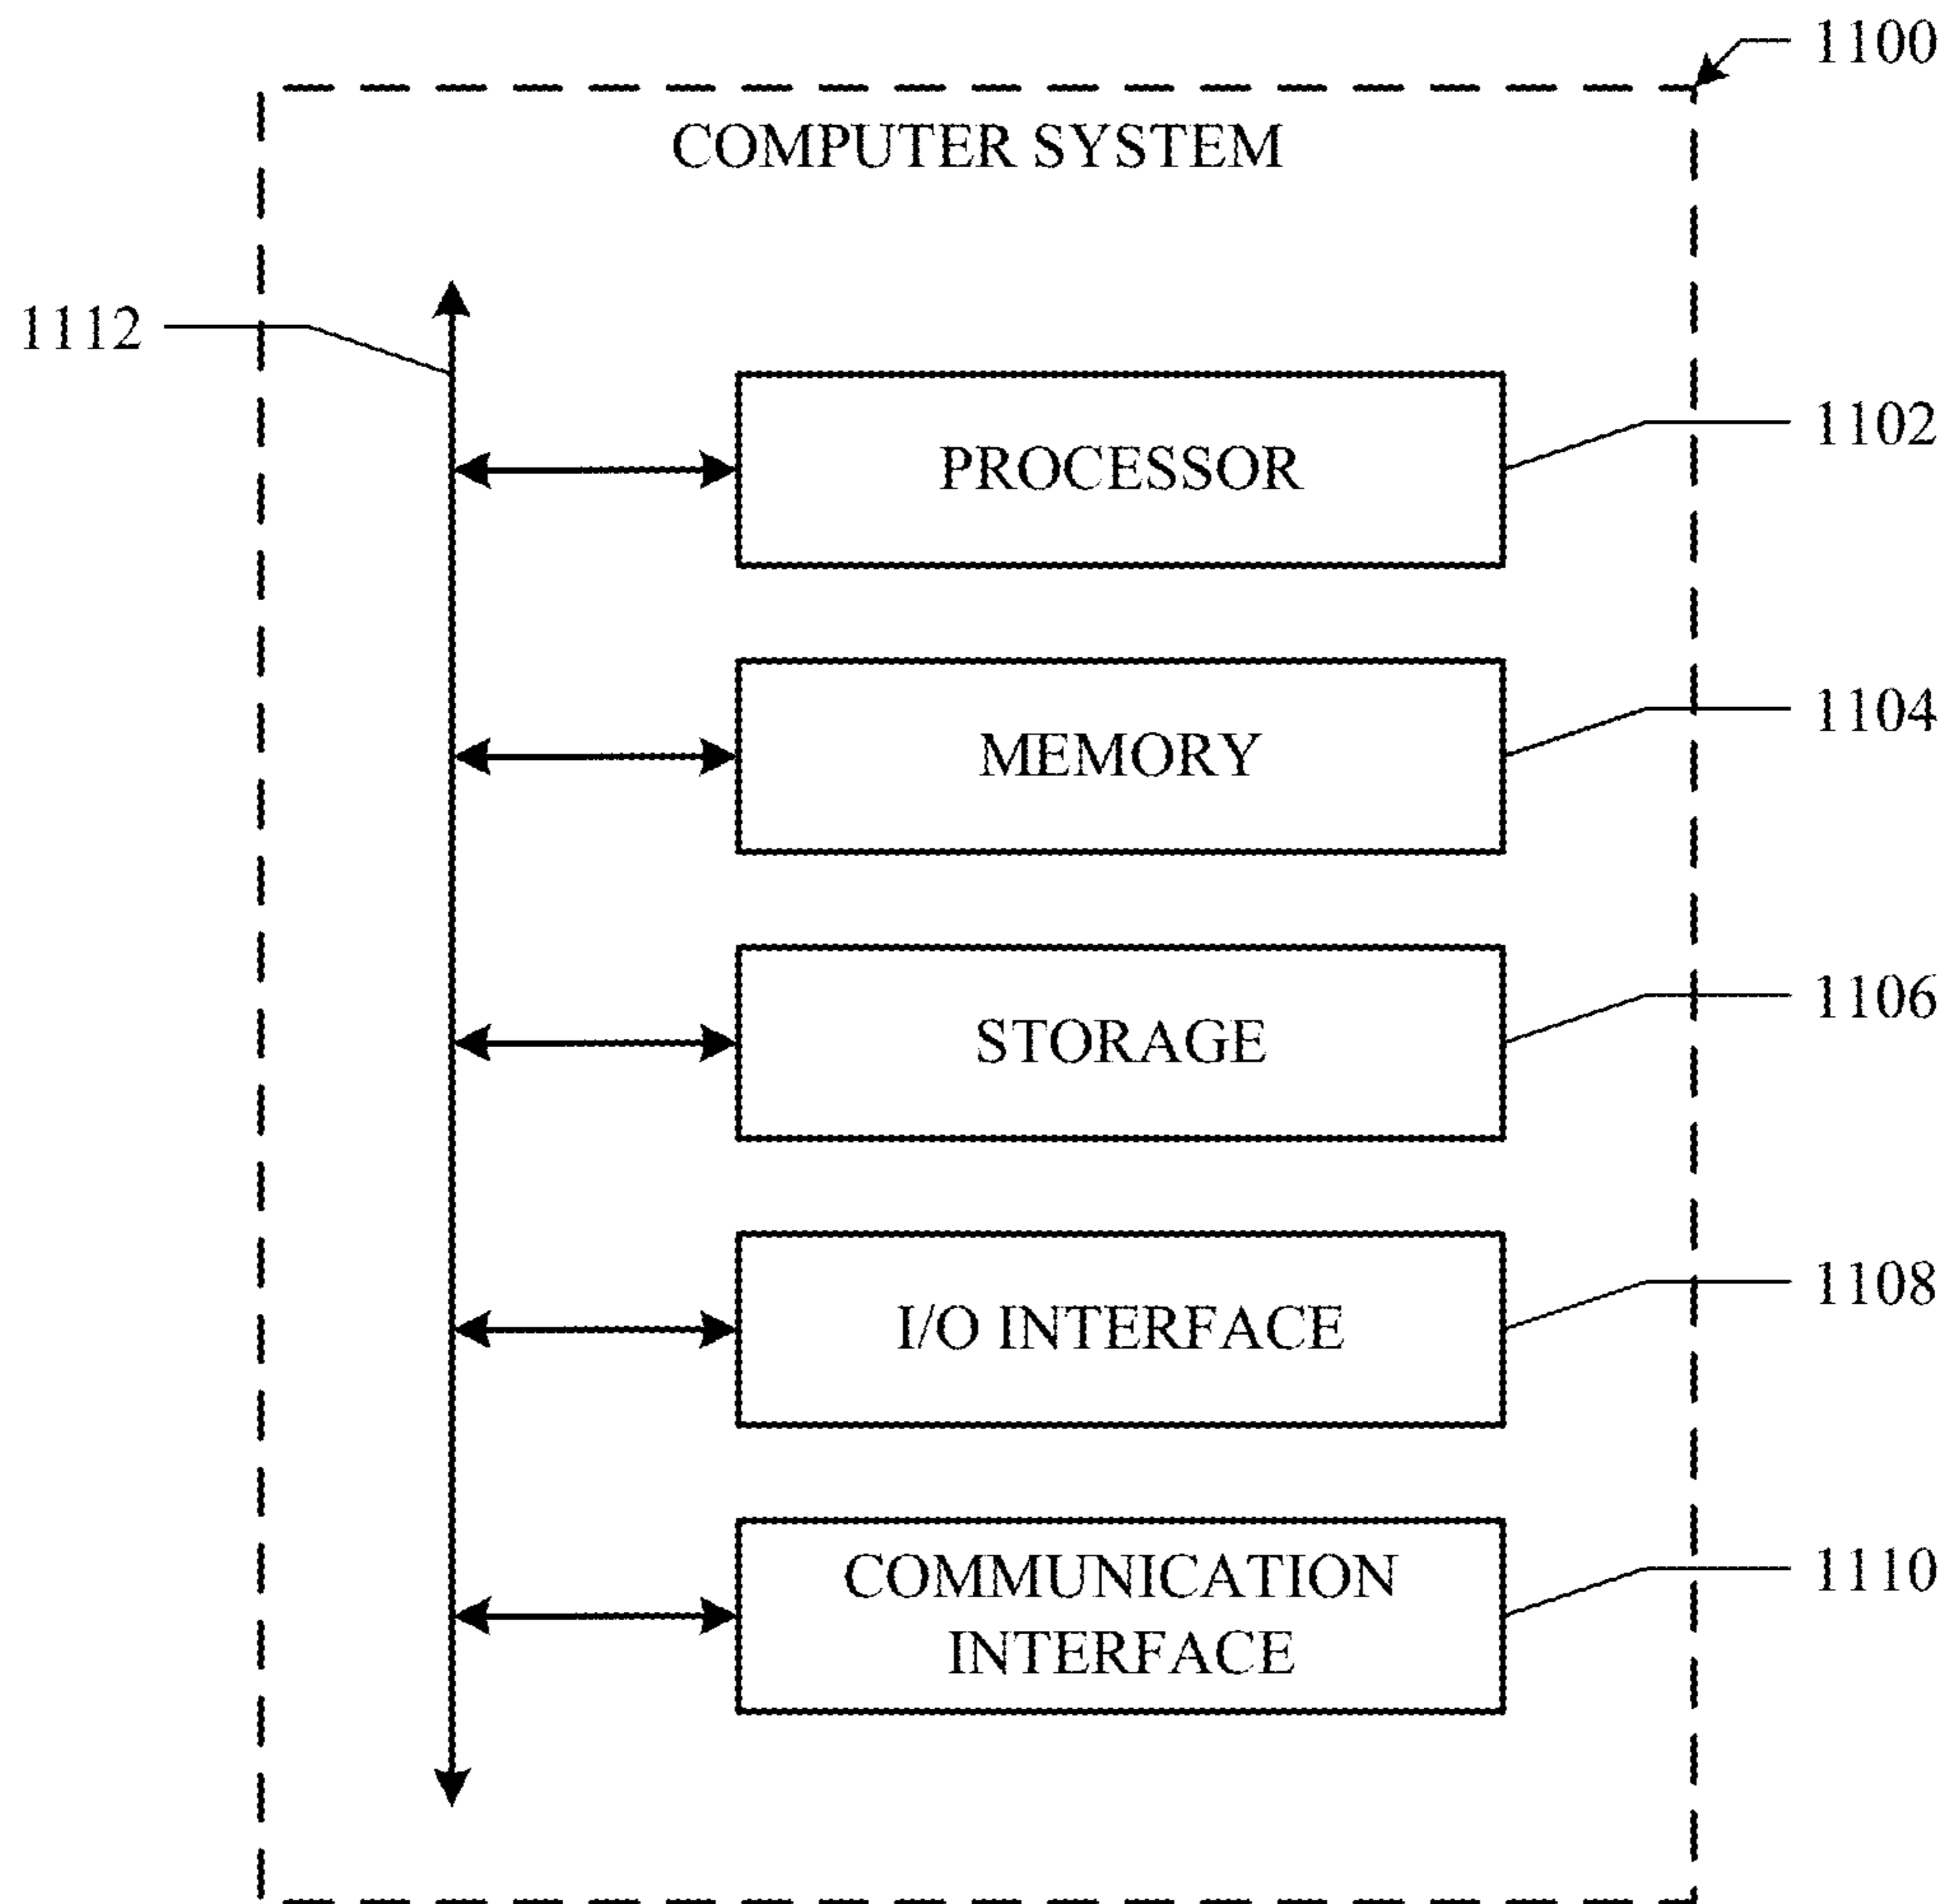 1100
COMPUTER SYSTEM
1112
PROCESSOR
1102
MEMORY
1104
STORAGE
1106
I/O INTERFACE
1108
COMMUNICATION
INTERFACE
1110